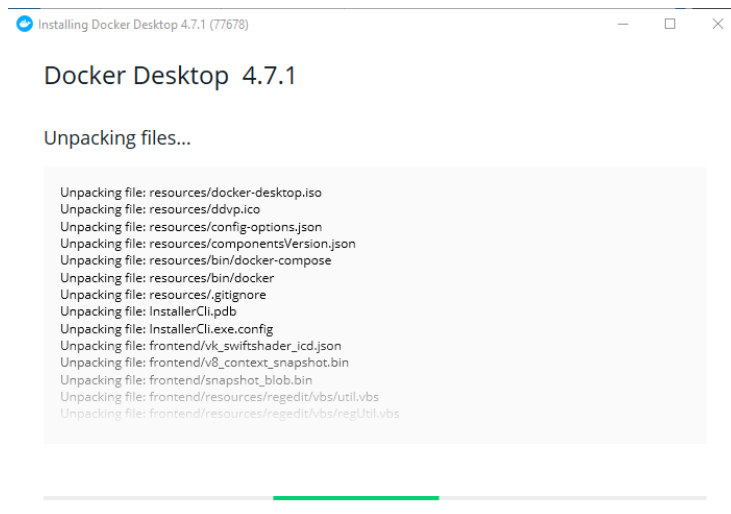 Installing Docker Desktop 4.7.1 (77678)
Docker Desktop 4.7.1
Unpacking files...
Unpacking file: resources/docker-desktop.iso
Unpacking file: resources/ddvp.ico
Unpacking file: resources/config-options.json
Unpacking file: resources/componentsVersion.json
Unpacking file: resources/bin/docker-compose
Unpacking file: resources/bin/docker
Unpacking file: resources/.gitignore
Unpacking file: InstallerCli.pdb
Unpacking file: InstallerCli.exe.config
Unpacking file: frontend/vk_swiftshader_icd.json
Unpacking file: frontend/v8_context_snapshot.bin
Unpacking file: frontend/snapshot_blob.bin
Unpacking file: frontend/resources/regedit/vbs/util.vbs
Unpacking file: frontend/resources/regedit/vbs/regUtil.vbs